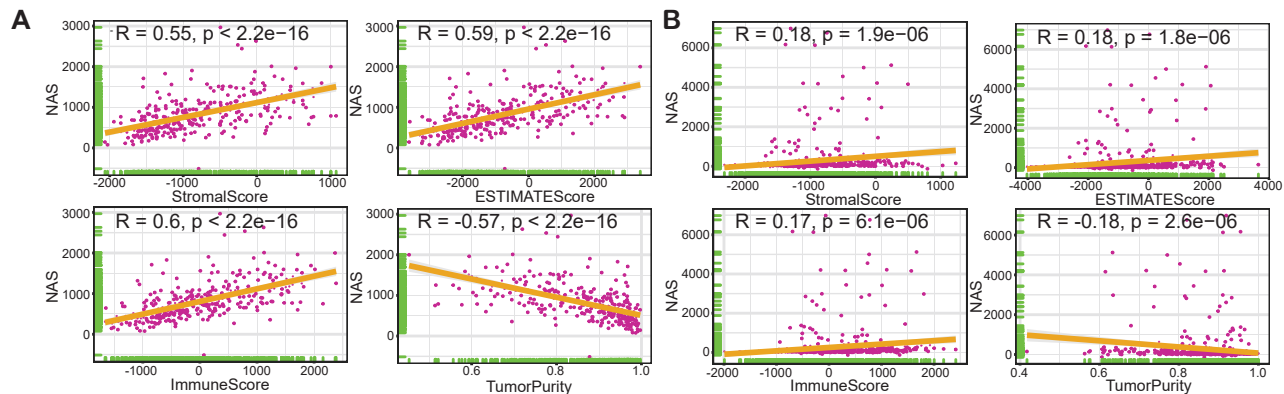 A
R = 0.55, p < 2.2e−16
NAS
3000
2000
1000
0
-2000
-1000
0
1000
StromalScore
R = 0.59, p < 2.2e−16
NAS
3000
2000
1000
0
-2000
0
2000
ESTIMATEScore
R = 0.6, p < 2.2e−16
NAS
3000
2000
1000
0
-1000
0
1000
2000
ImmuneScore
R = -0.57, p < 2.2e−16
NAS
3000
2000
1000
0
0.6
0.8
1.0
TumorPurity
B
R = 0.18, p = 1.9e−06
NAS
6000
4000
2000
0
-2000
-1000
0
1000
StromalScore
R = 0.18, p = 1.8e−06
NAS
6000
4000
2000
0
-4000
-2000
0
2000
4000
ESTIMATEScore
R = 0.17, p = 6.1e−06
NAS
6000
4000
2000
0
-2000
-1000
0
1000
2000
ImmuneScore
R = -0.18, p = 2.6e−06
NAS
6000
4000
2000
0
0.4
0.6
0.8
1.0
TumorPurity